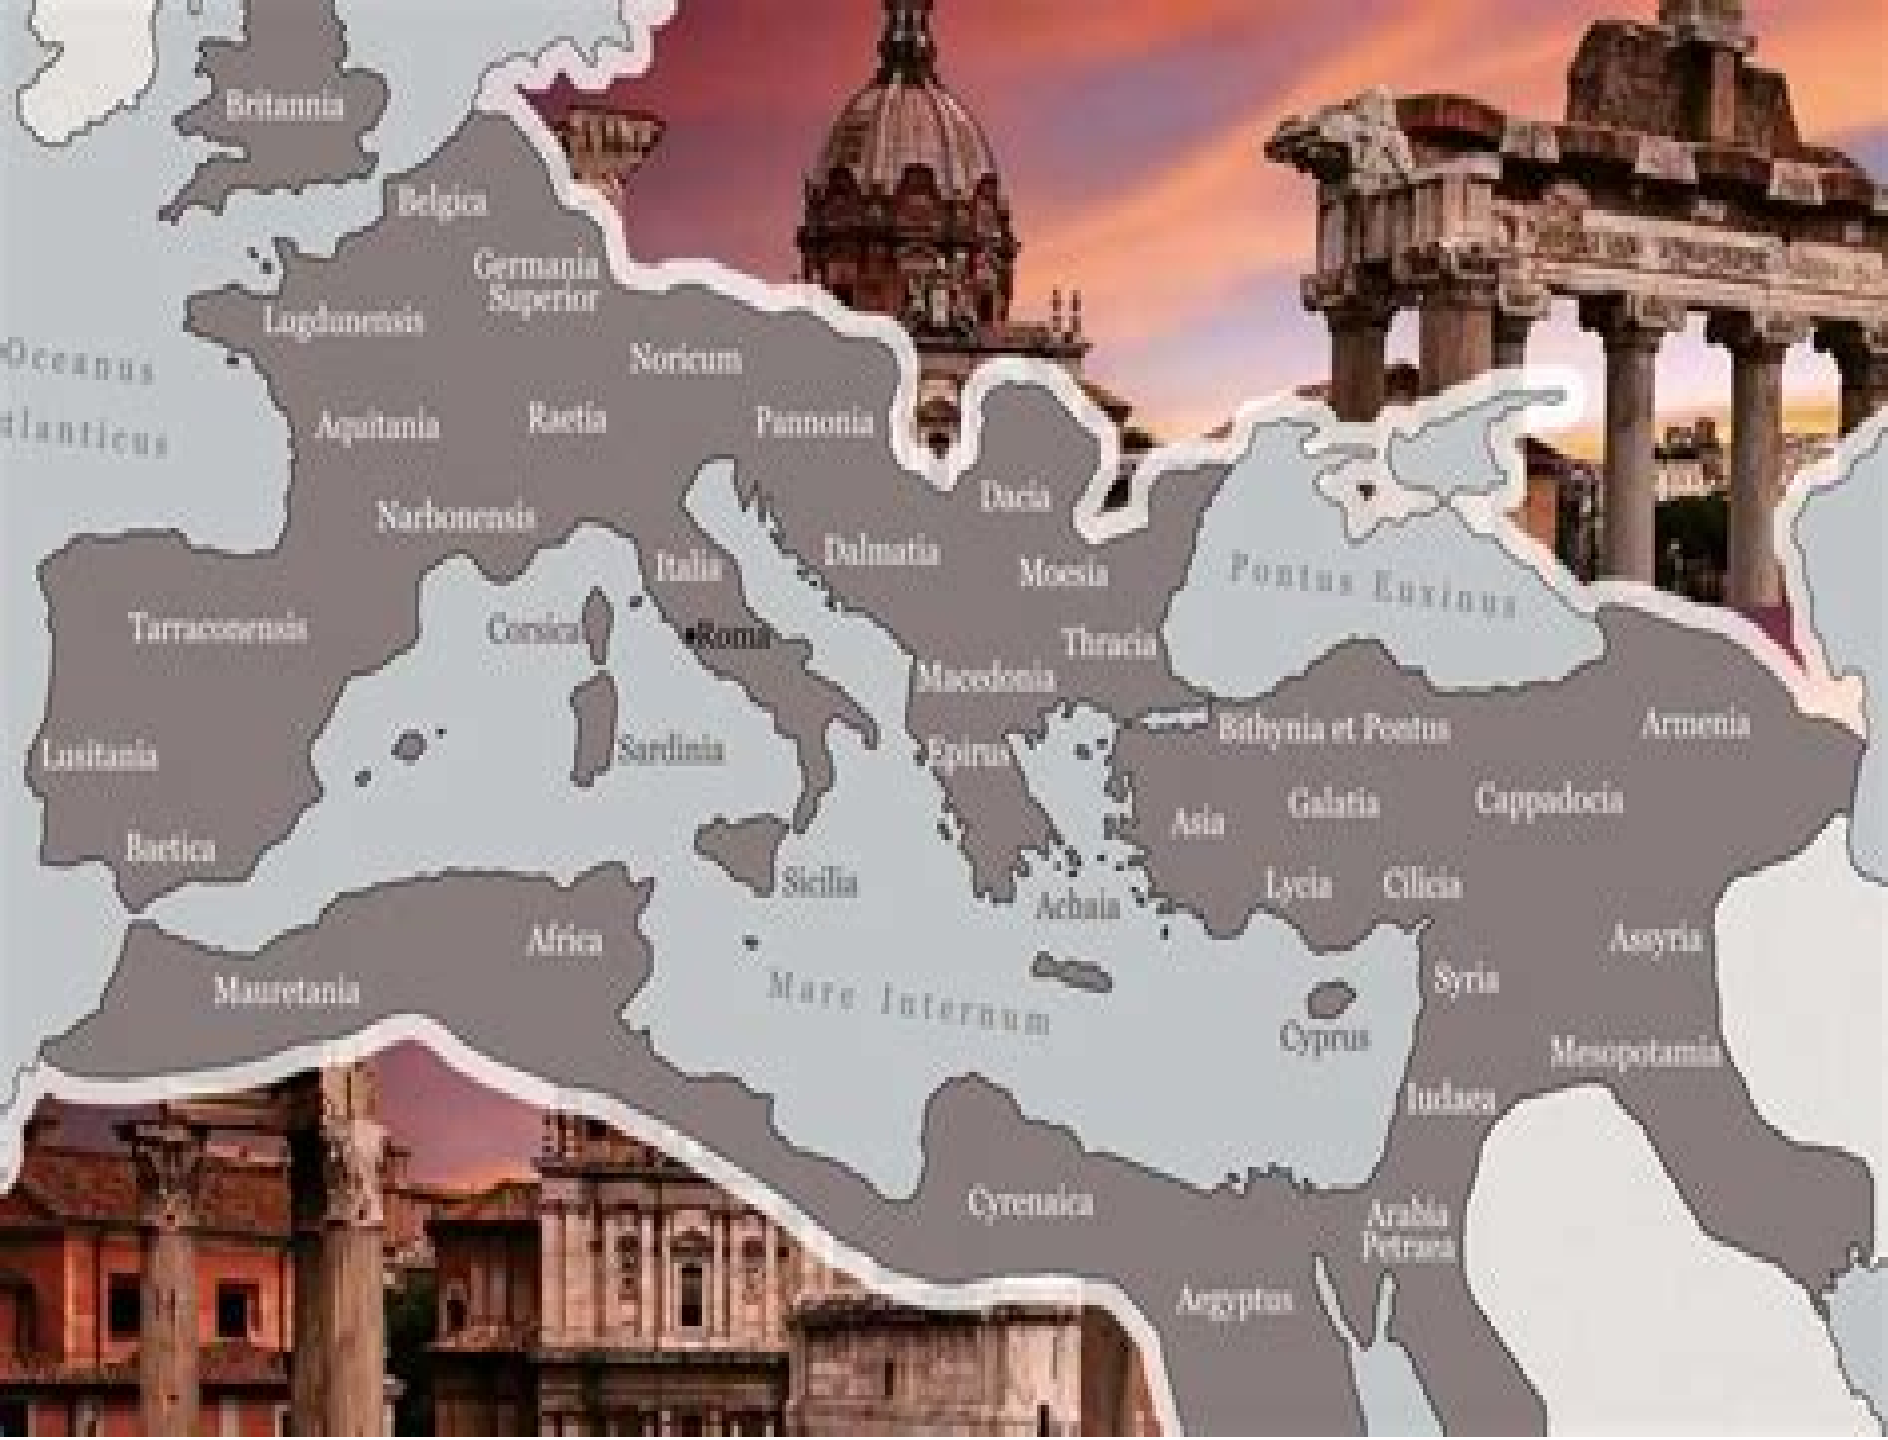 Britannia
Belgica
Germania
Superior
Lugdunensis
Noricum
Oceanus
tlanticus
Aquitania
Raetia
Pannonia
Narbonensis
Dacia
Italia
Dalmatia
Moesia
Pontus Euxinus
Tarraconensis
Corsica
Roma
Thracia
Macedonia
Lusitania
Sardinia
Epirus
Bithynia et Pontus
Armenia
Asia
Galatia
Cappadocia
Baetica
Sicilia
Lycia
Cilicia
Achaia
Africa
Assyria
Mauretania
Mare Internum
Syria
Cyprus
Mesopotamia
Iudaea
Cyrenaica
Arabia
Petraea
Aegyptus